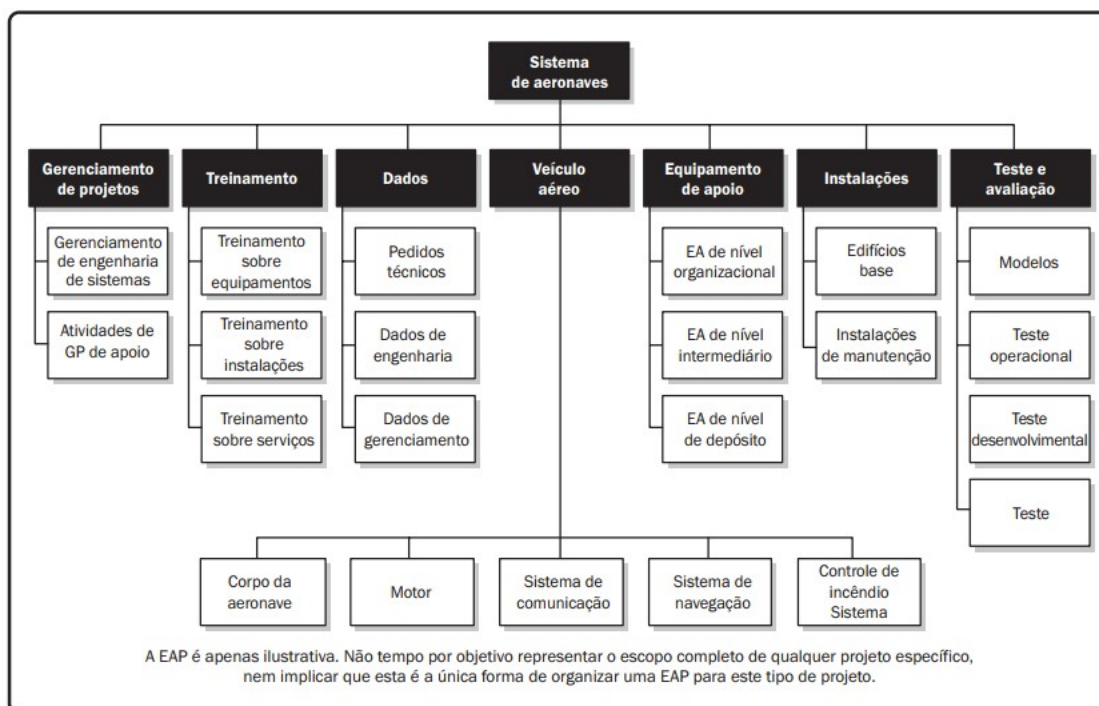 Sistema
de aeronaves
Gerenciamento
de projetos
Treinamento
Dados
Veículo
aéreo
Equipamento
de apoio
Instalações
Teste e
avaliação
Gerenciamento
de engenharia
de sistemas
Atividades de
GP de apoio
Treinamento
sobre
equipamentos
Treinamento
sobre
instalações
Treinamento
sobre serviços
Pedidos
técnicos
Dados de
engenharia
Dados de
gerenciamento
EA de nível
organizacional
EA de nível
intermediário
EA de nível
de depósito
Edifícios
base
Instalações
de manutenção
Modelos
Teste
operacional
Teste
desenvolvimental
Teste
Corpo da
aeronave
Motor
Sistema de
comunicação
Sistema de
navegação
Controle de
incêndio
Sistema
A EAP é apenas ilustrativa. Não tempo por objetivo representar o escopo completo de qualquer projeto específico,
nem implicar que esta é a única forma de organizar uma EAP para este tipo de projeto.